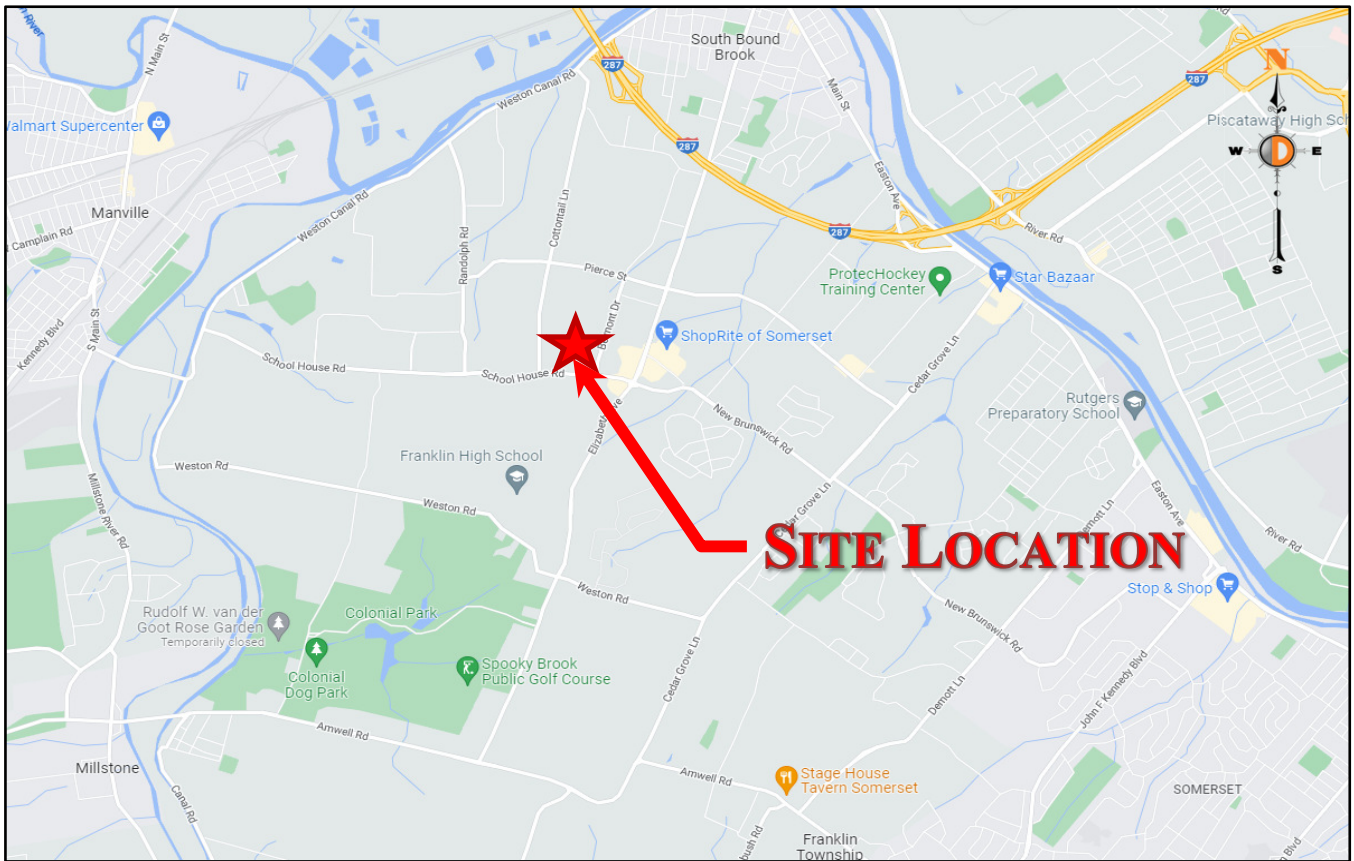 South Bound
Brook
N Main St
Weston Canal Rd
287
287
N
Main St
Walmart Supercenter
Piscataway High Sch
287
W
D
E
Easton
Ave
Cottontail Ln
Manville
Weston Canal Rd
Camplain Rd
Randolph Rd
287
River Rd
S
Pierce St
ProtecHockey
Training Center
Star Bazaar
Kennedy Blvd
S Main St
ShopRite of Somerset
School House Rd
School House Rd
Cedar Grove Ln
Rutgers
Preparatory School
New Brunswick Rd
Franklin High School
Weston Rd
Millstone River Rd
Weston Rd
Cedar Grove Ln
Demott Ln
Easton Ave
River Rd
SITE LOCATION
Stop & Shop
Weston Rd
Rudolf W. van der
Goot Rose Garden
Temporarily closed
Colonial Park
New Brunswick Rd
Colonial
Dog Park
Spooky Brook
Public Golf Course
Cedar Grove Ln
Demott Ln
John F Kennedy Blvd
Amwell Rd
Millstone
Amwell Rd
Stage House
Tavern Somerset
SOMERSET
Canal Rd
Franklin
Township